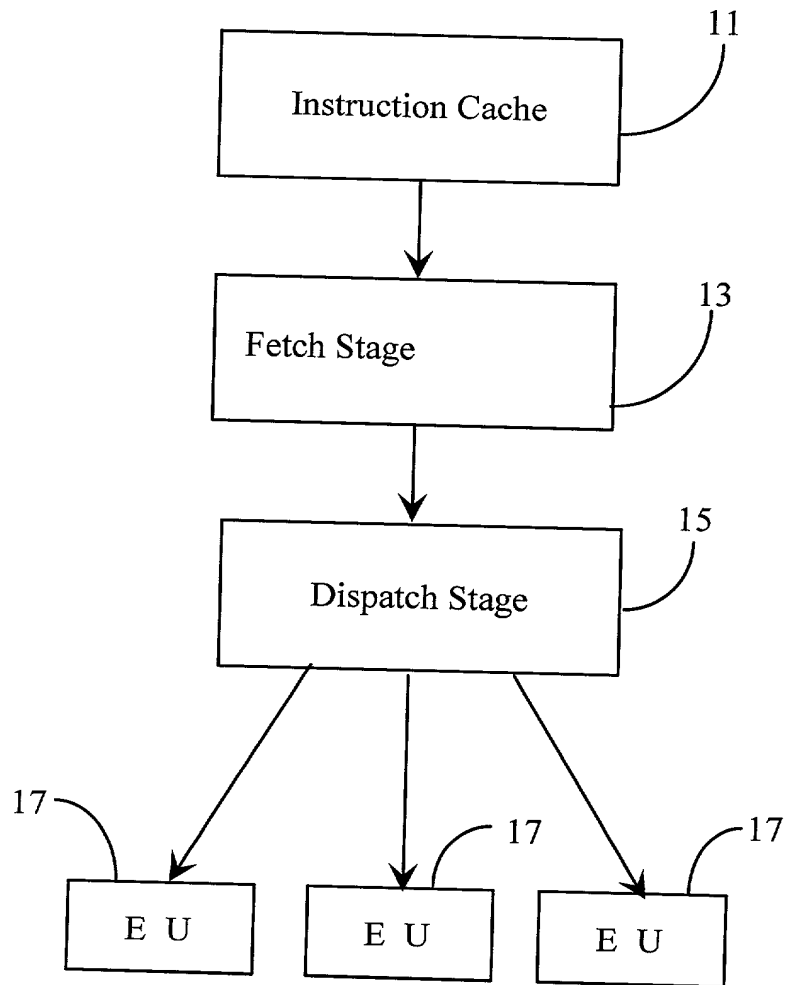 11
Instruction Cache
13
Fetch Stage
15
Dispatch Stage
17
17
17
E U
E U
E U